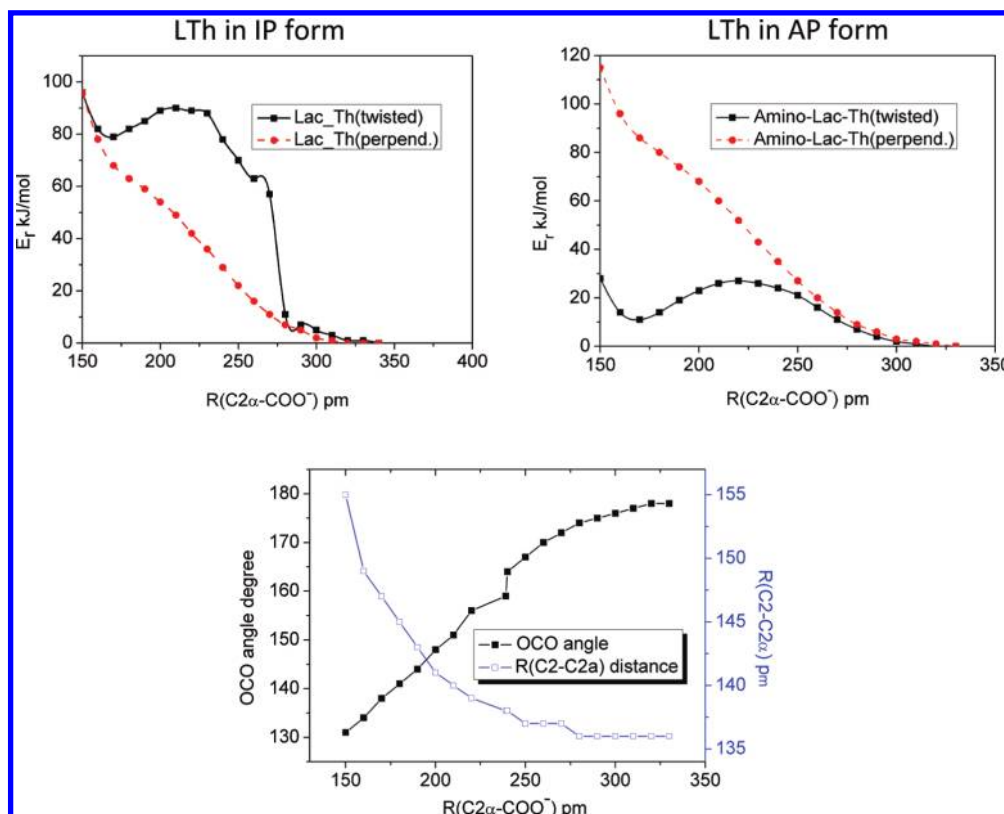 LTh in IP form
LTh in AP form
Lac_Th(twisted)
Lac_Th(perpend.)
E_r kJ/mol
100
80
60
40
20
0
150 200 250 300 350 400
R(C2α-COO⁻) pm
Amino-Lac-Th(twisted)
Amino-Lac-Th(perpend.)
E_r kJ/mol
120
100
80
60
40
20
0
150 200 250 300 350
R(C2α-COO⁻) pm
OCO angle
R(C2-C2a) distance
OCO angle degree
180
170
160
150
140
130
155
150
145
140
135
R(C2-C2α) pm
150 200 250 300 350
R(C2α-COO⁻) pm